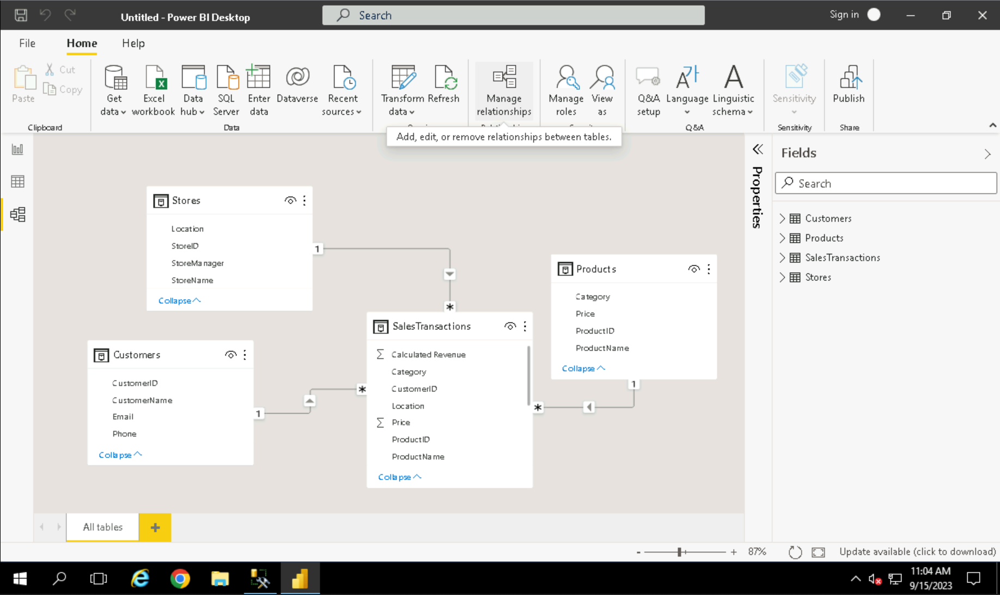 Untitled - Power BI Desktop
Search
Sign in
File
Home
Help
Paste
Cut
Copy
Clipboard
Get data
Excel workbook
Data hub
SQL Server
Enter data
Dataverse
Recent sources
Data
Transform data
Refresh
Manage relationships
Manage roles
View as
Q&A setup
Language
Linguistic schema
Q&A
Sensitivity
Sensitivity
Publish
Share
Add, edit, or remove relationships between tables.
Stores
Location
StoreID
StoreManager
StoreName
Collapse
1
*
Customers
CustomerID
CustomerName
Email
Phone
Collapse
1
*
SalesTransactions
Calculated Revenue
Category
CustomerID
Location
Price
ProductID
ProductName
Collapse
Products
Category
Price
ProductID
ProductName
Collapse
1
*
Properties
Fields
Search
Customers
Products
SalesTransactions
Stores
All tables
+
- + 87%
Update available (click to download)
11:04 AM
9/15/2023